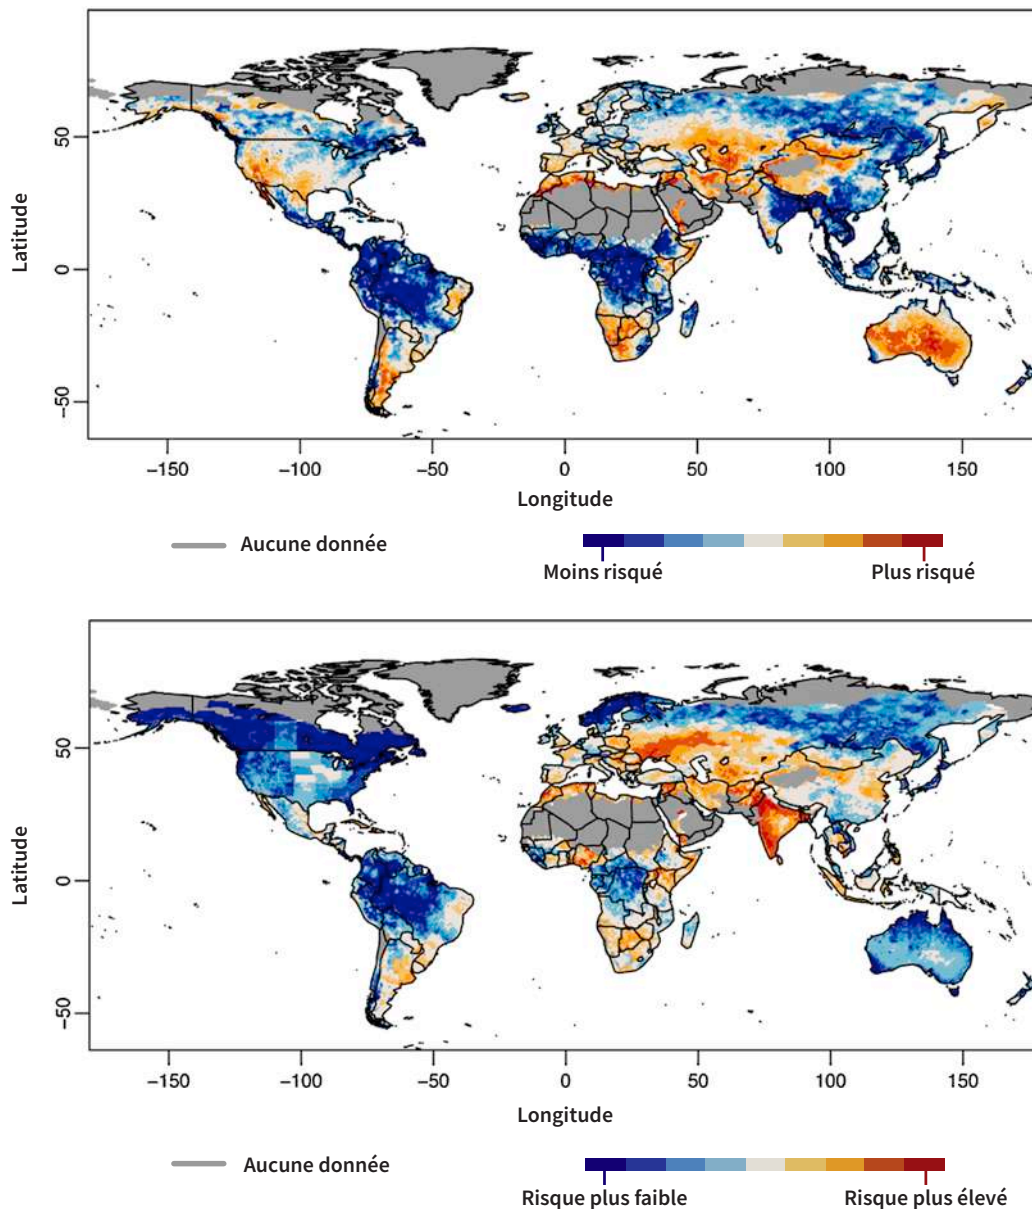 Latitude
50
0
−50
−150
−100
−50
0
50
100
150
Longitude
Aucune donnée
Moins risqué
Plus risqué
Latitude
50
0
−50
−150
−100
−50
0
50
100
150
Longitude
Aucune donnée
Risque plus faible
Risque plus élevé